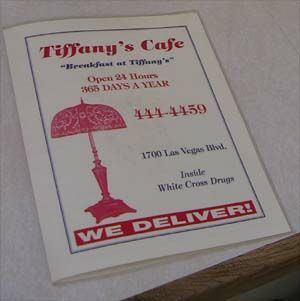 Tiffany's Cafe
"Breakfast at Tiffany's"
Open 24 Hours
365 DAYS A YEAR
444-4459
1700 Las Vegas Blvd.
Inside
White Cross Drugs
WE DELIVER!